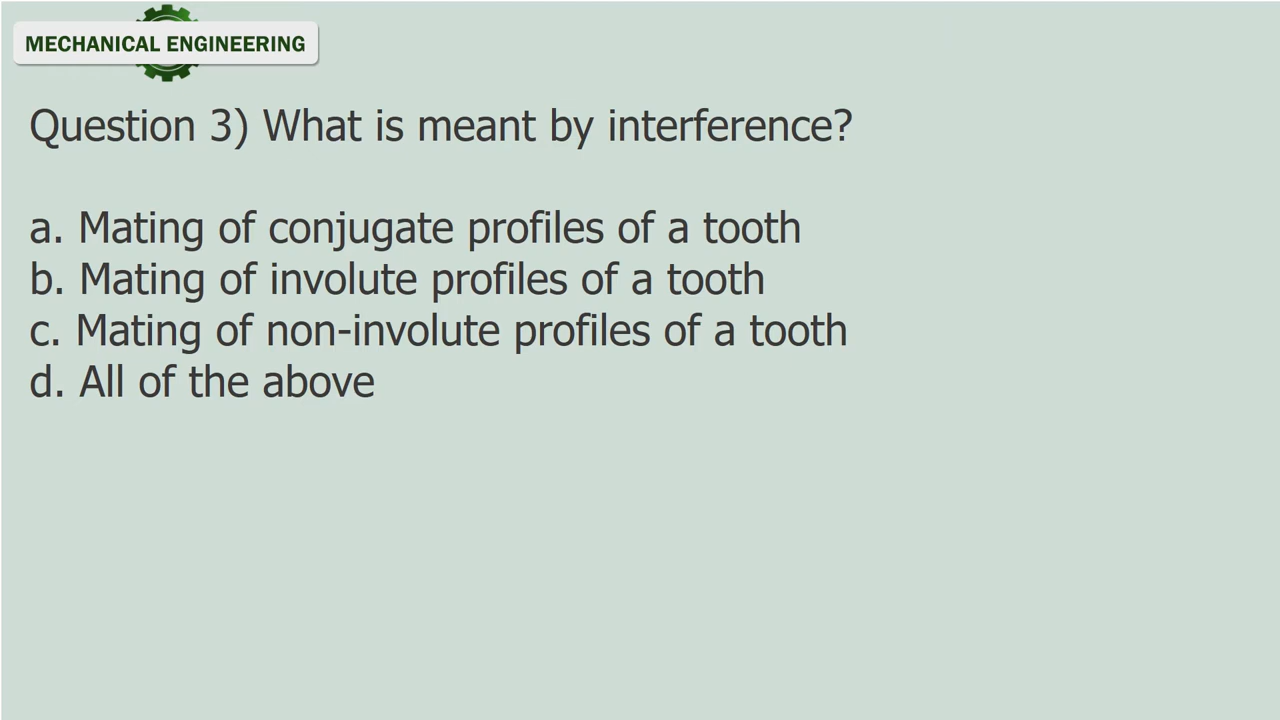 MECHANICAL ENGINEERING
Question 3) What is meant by interference?
a. Mating of conjugate profiles of a tooth
b. Mating of involute profiles of a tooth
c. Mating of non-involute profiles of a tooth
d. All of the above